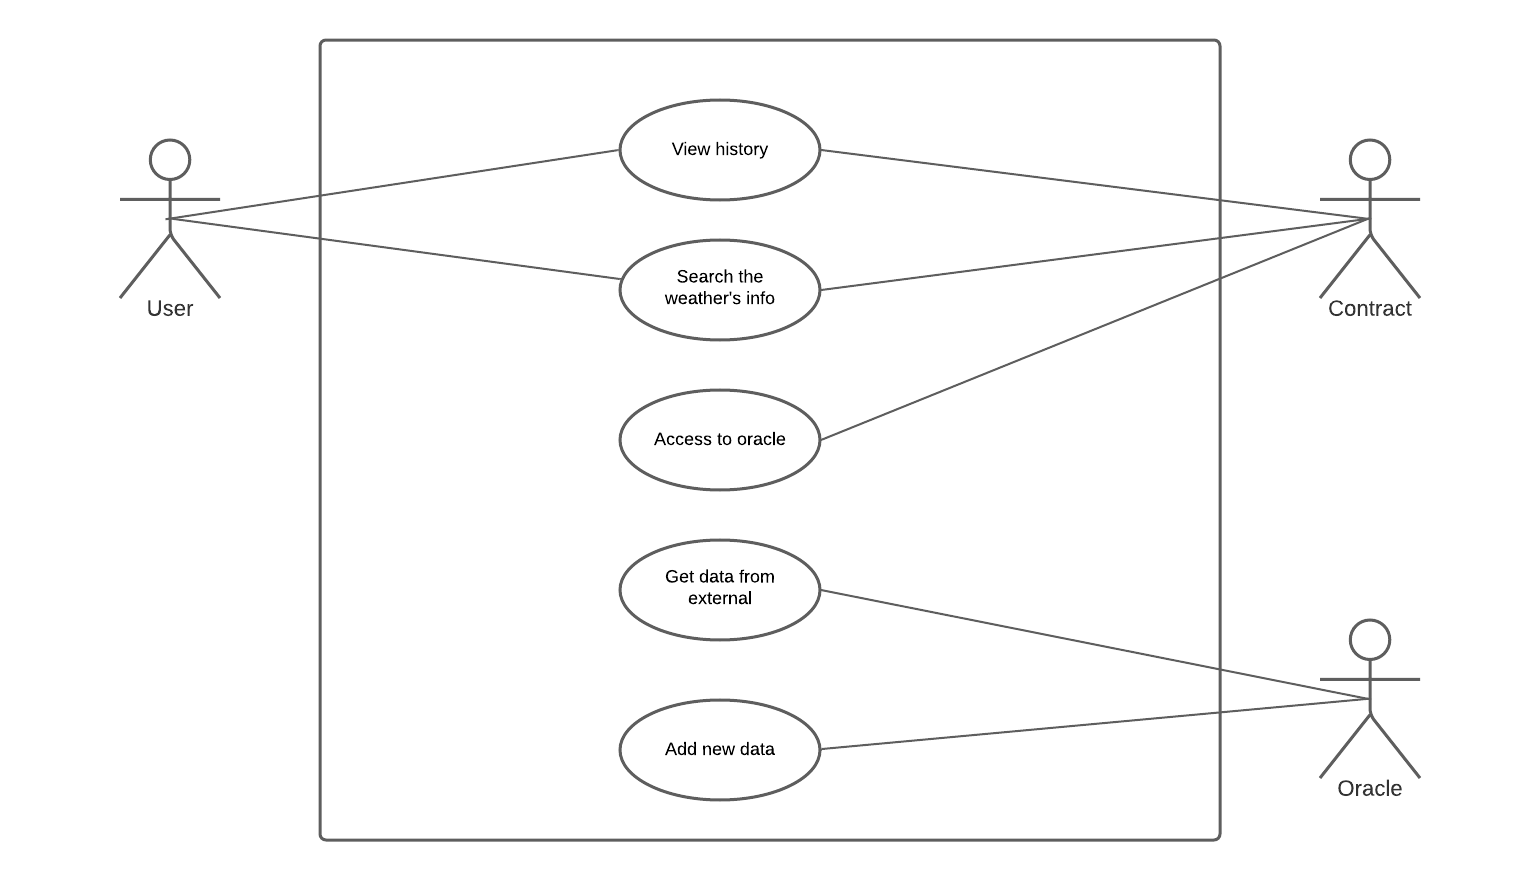 View history
User
Search the
weather's info
Contract
Access to oracle
Get data from
external
Add new data
Oracle